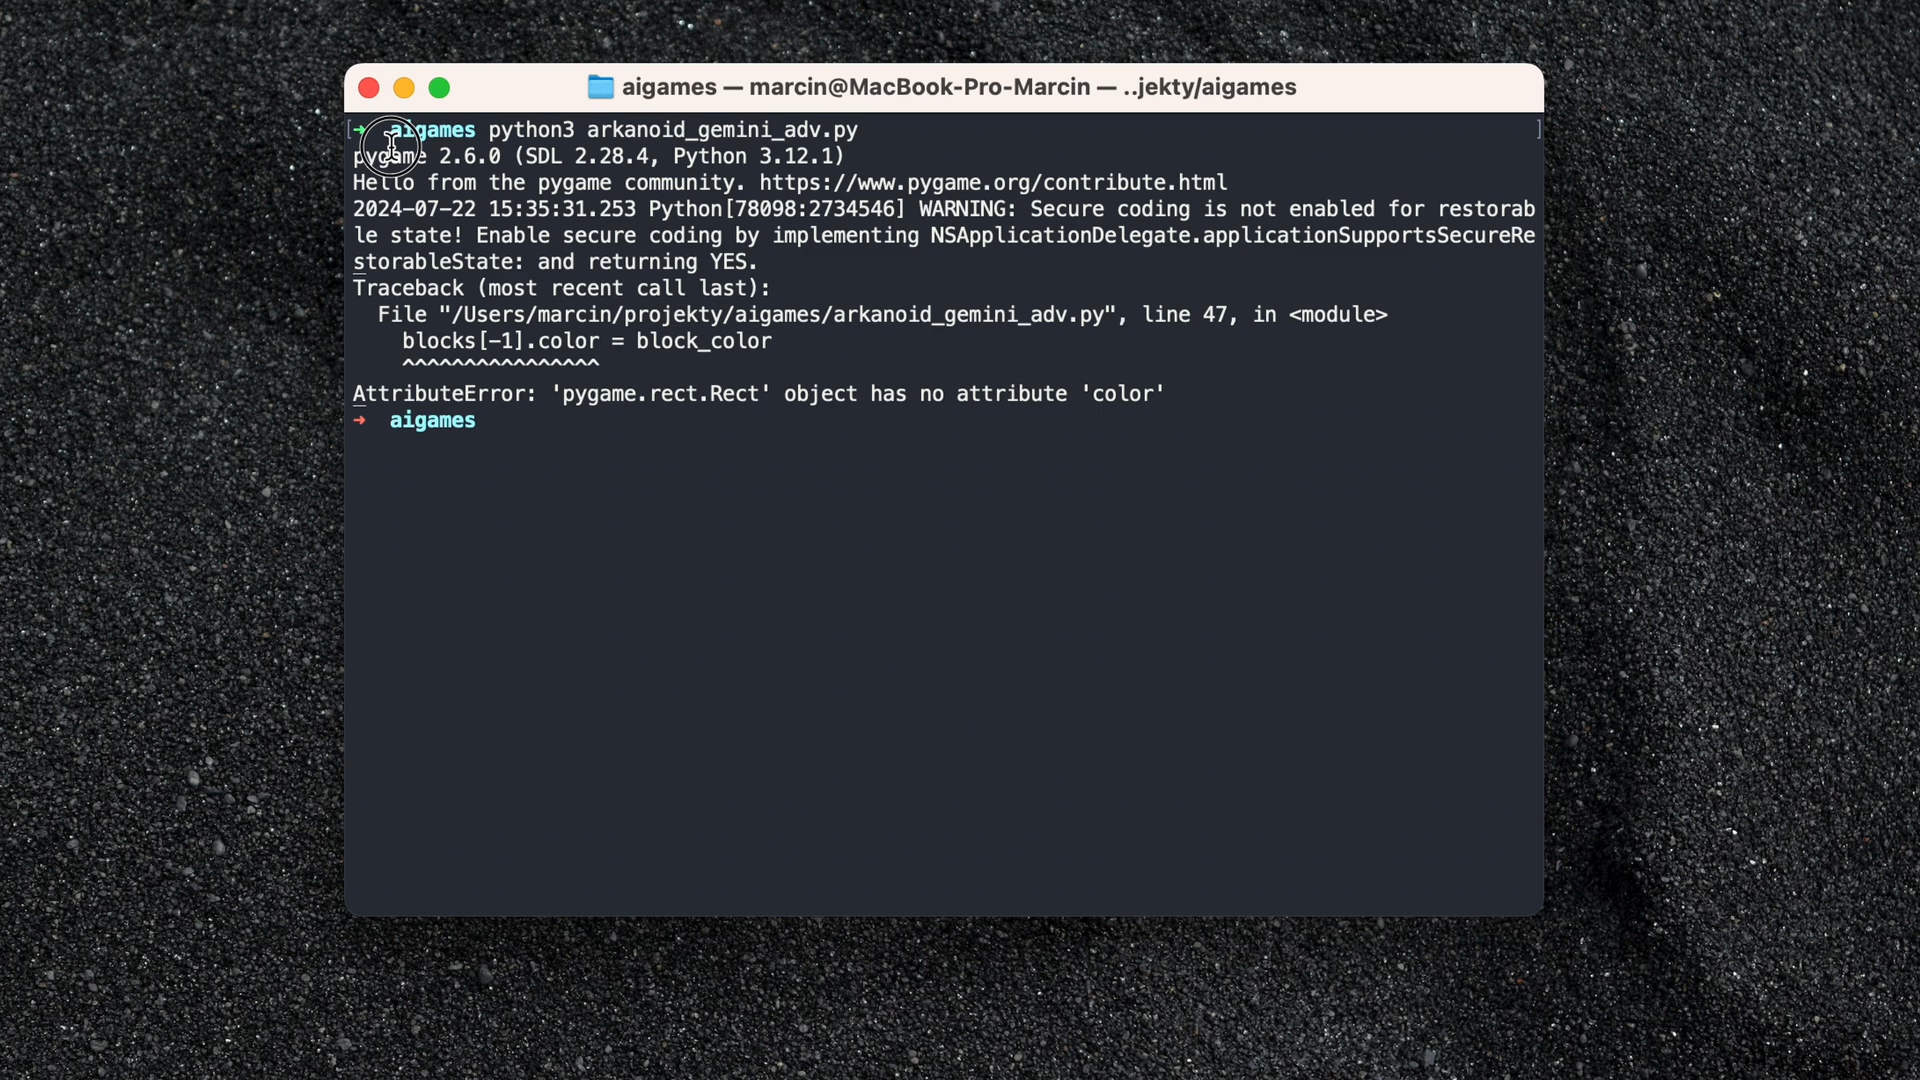 aigames — marcin@MacBook-Pro-Marcin — ..jekty/aigames
[➜  aigames python3 arkanoid_gemini_adv.py ]
pygame 2.6.0 (SDL 2.28.4, Python 3.12.1)
Hello from the pygame community. https://www.pygame.org/contribute.html
2024-07-22 15:35:31.253 Python[78098:2734546] WARNING: Secure coding is not enabled for restorab
le state! Enable secure coding by implementing NSApplicationDelegate.applicationSupportsSecureRe
storableState: and returning YES.
Traceback (most recent call last):
  File "/Users/marcin/projekty/aigames/arkanoid_gemini_adv.py", line 47, in <module>
    blocks[-1].color = block_color
    ^^^^^^^^^^^^^^^^
AttributeError: 'pygame.rect.Rect' object has no attribute 'color'
➜  aigames